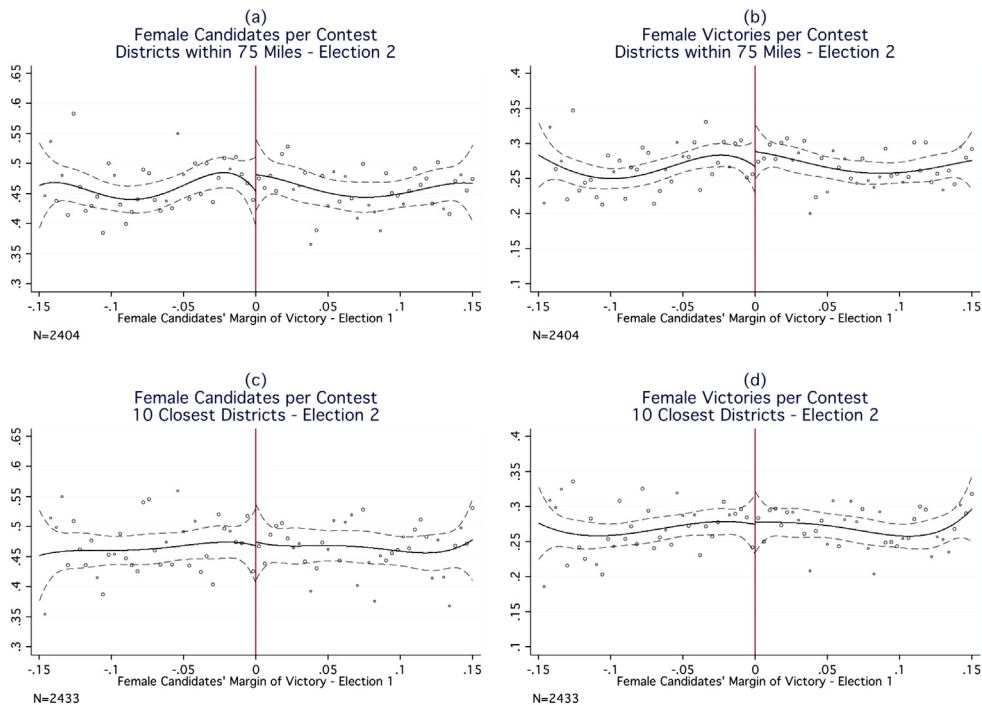 (a)
Female Candidates per Contest
Districts within 75 Miles - Election 2
.65
.6
.55
.5
.45
.4
.35
.3
-.15
-.1
-.05
0
.05
.1
.15
Female Candidates' Margin of Victory - Election 1
N=2404
(b)
Female Victories per Contest
Districts within 75 Miles - Election 2
.4
.35
.3
.25
.2
.15
.1
-.15
-.1
-.05
0
.05
.1
.15
Female Candidates' Margin of Victory - Election 1
N=2404
(c)
Female Candidates per Contest
10 Closest Districts - Election 2
.65
.6
.55
.5
.45
.4
.35
.3
-.15
-.1
-.05
0
.05
.1
.15
Female Candidates' Margin of Victory - Election 1
N=2433
(d)
Female Victories per Contest
10 Closest Districts - Election 2
.4
.35
.3
.25
.2
.15
.1
-.15
-.1
-.05
0
.05
.1
.15
Female Candidates' Margin of Victory - Election 1
N=2433